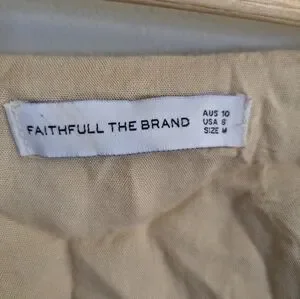 FAITHFULL THE BRAND
AUS 10
USA 6
SIZE M